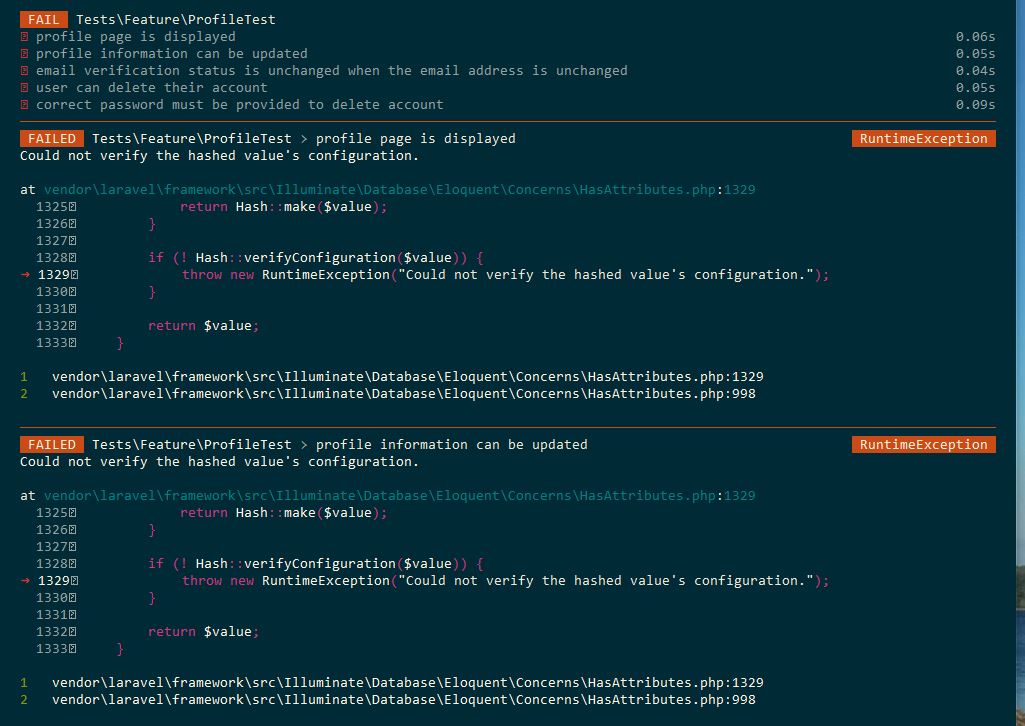 FAIL Tests\Feature\ProfileTest
profile page is displayed 0.06s
profile information can be updated 0.05s
email verification status is unchanged when the email address is unchanged 0.04s
user can delete their account 0.05s
correct password must be provided to delete account 0.09s
FAILED Tests\Feature\ProfileTest > profile page is displayed RuntimeException
Could not verify the hashed value's configuration.
at vendor\laravel\framework\src\Illuminate\Database\Eloquent\Concerns\HasAttributes.php:1329
1325 return Hash::make($value);
1326 }
1327
1328 if (! Hash::verifyConfiguration($value)) {
→ 1329 throw new RuntimeException("Could not verify the hashed value's configuration.");
1330 }
1331
1332 return $value;
1333 }
1 vendor\laravel\framework\src\Illuminate\Database\Eloquent\Concerns\HasAttributes.php:1329
2 vendor\laravel\framework\src\Illuminate\Database\Eloquent\Concerns\HasAttributes.php:998
FAILED Tests\Feature\ProfileTest > profile information can be updated RuntimeException
Could not verify the hashed value's configuration.
at vendor\laravel\framework\src\Illuminate\Database\Eloquent\Concerns\HasAttributes.php:1329
1325 return Hash::make($value);
1326 }
1327
1328 if (! Hash::verifyConfiguration($value)) {
→ 1329 throw new RuntimeException("Could not verify the hashed value's configuration.");
1330 }
1331
1332 return $value;
1333 }
1 vendor\laravel\framework\src\Illuminate\Database\Eloquent\Concerns\HasAttributes.php:1329
2 vendor\laravel\framework\src\Illuminate\Database\Eloquent\Concerns\HasAttributes.php:998